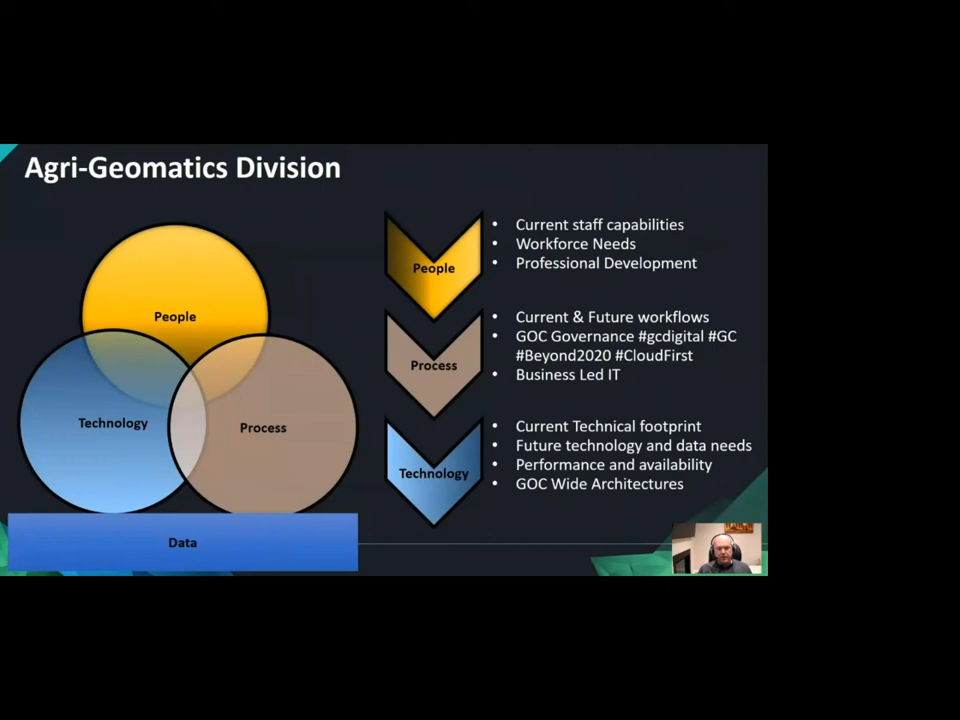 Agri-Geomatics Division
People
Technology
Process
Data
People
• Current staff capabilities
• Workforce Needs
• Professional Development
Process
• Current & Future workflows
• GOC Governance #gcdigital #GC
#Beyond2020 #CloudFirst
• Business Led IT
Technology
• Current Technical footprint
• Future technology and data needs
• Performance and availability
• GOC Wide Architectures